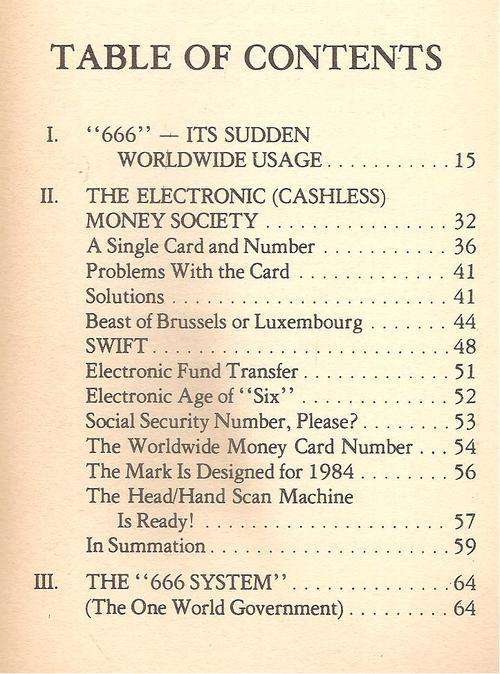 TABLE OF CONTENTS
I. "666" — ITS SUDDEN
WORLDWIDE USAGE . . . . . . . . . . . . 15
II. THE ELECTRONIC (CASHLESS)
MONEY SOCIETY . . . . . . . . . . . . . . . . . . 32
A Single Card and Number . . . . . . . . . . . . 36
Problems With the Card . . . . . . . . . . . . . . 41
Solutions . . . . . . . . . . . . . . . . . . . . . . . . . . 41
Beast of Brussels or Luxembourg . . . . . . . 44
SWIFT . . . . . . . . . . . . . . . . . . . . . . . . . . . . 48
Electronic Fund Transfer . . . . . . . . . . . . . . 51
Electronic Age of "Six" . . . . . . . . . . . . . . . 52
Social Security Number, Please? . . . . . . . . 53
The Worldwide Money Card Number . . . 54
The Mark Is Designed for 1984 . . . . . . . . 56
The Head/Hand Scan Machine
Is Ready! . . . . . . . . . . . . . . . . . . . . . . . 57
In Summation . . . . . . . . . . . . . . . . . . . . . . . 59
III. THE "666 SYSTEM" . . . . . . . . . . . . . . . 64
(The One World Government) . . . . . . . . . 64